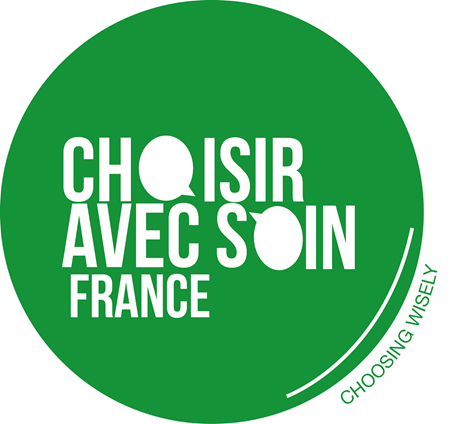 CHOISIR
AVEC SOIN
FRANCE
CHOOSING WISELY